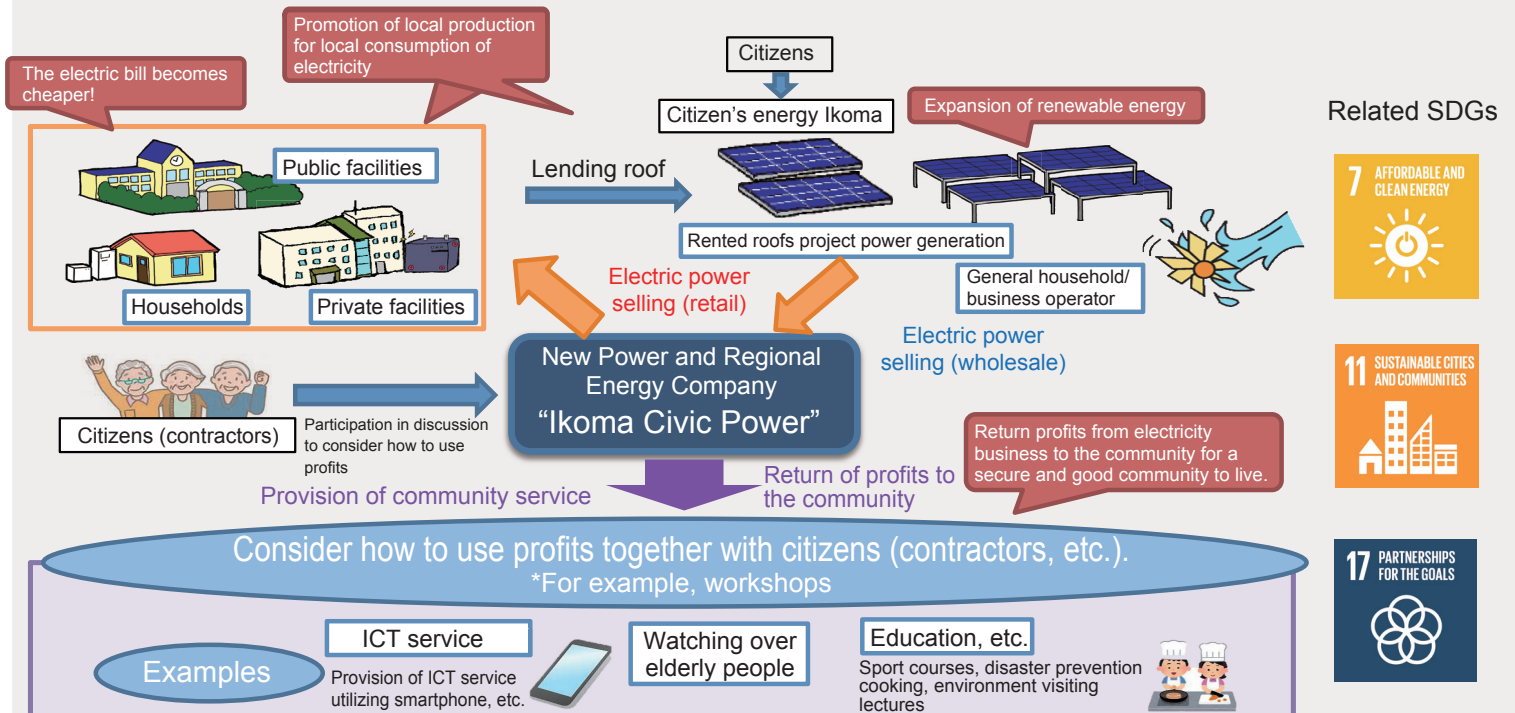 Promotion of local production
for local consumption of
electricity
The electric bill becomes
cheaper!
Citizens
Citizen’s energy Ikoma
Expansion of renewable energy
Related SDGs
Public facilities
Households
Private facilities
Lending roof
Rented roofs project power generation
General household/
business operator
Electric power
selling (retail)
Electric power
selling (wholesale)
New Power and Regional
Energy Company
“Ikoma Civic Power”
Citizens (contractors)
Participation in discussion
to consider how to use
profits
Provision of community service
Return of profits to
the community
Return profits from electricity
business to the community for a
secure and good community to live.
Consider how to use profits together with citizens (contractors, etc.).
*For example, workshops
Examples
ICT service
Provision of ICT service
utilizing smartphone, etc.
Watching over
elderly people
Education, etc.
Sport courses, disaster prevention
cooking, environment visiting
lectures
7 AFFORDABLE AND
CLEAN ENERGY
11 SUSTAINABLE CITIES
AND COMMUNITIES
17 PARTNERSHIPS
FOR THE GOALS